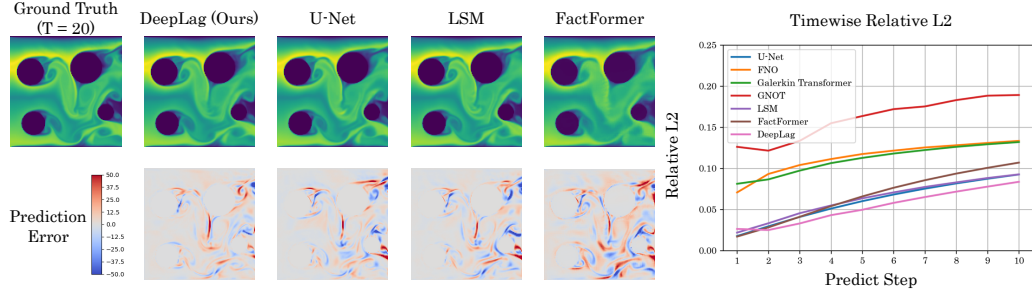 Ground Truth
(T = 20)
DeepLag (Ours)
U-Net
LSM
FactFormer
Prediction
Error
50.0
37.5
25.0
12.5
0.0
−12.5
−25.0
−37.5
−50.0
Timewise Relative L2
Relative L2
0.25
0.20
0.15
0.10
0.05
0.00
U-Net
FNO
Galerkin Transformer
GNOT
LSM
FactFormer
DeepLag
1 2 3 4 5 6 7 8 9 10
Predict Step